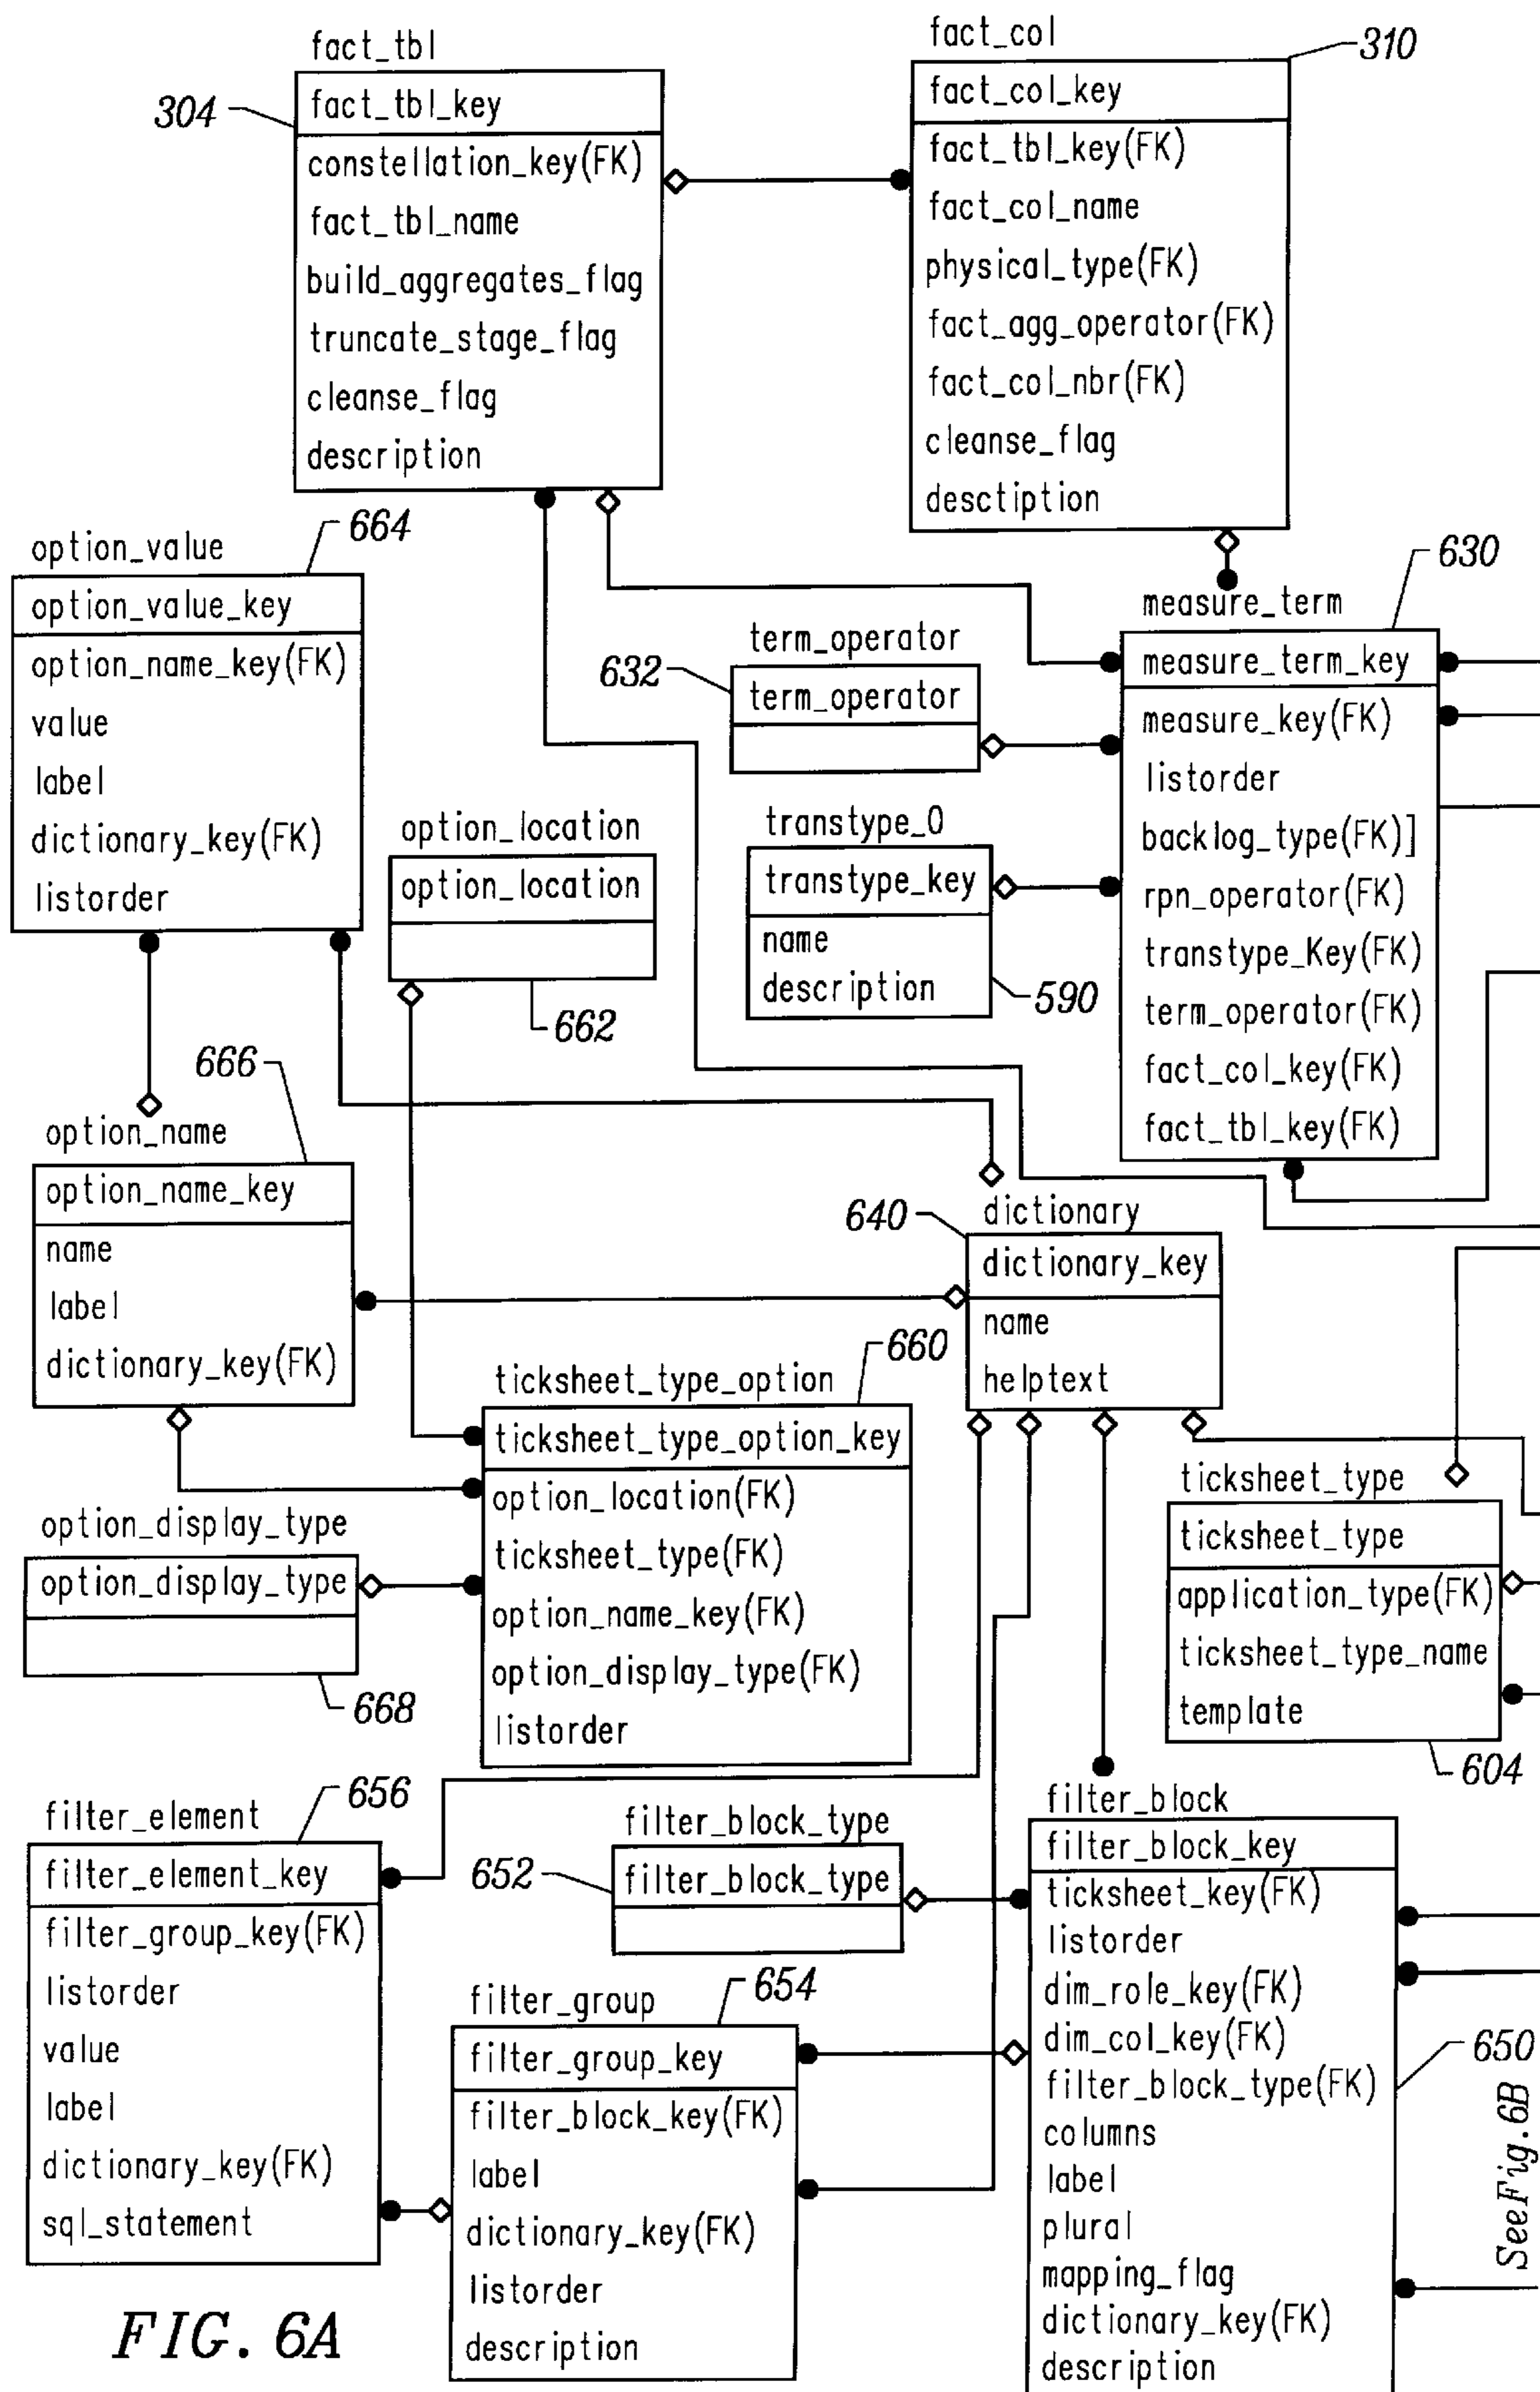 fact_tbl
304
fact_tbl_key
constellation_key(FK)
fact_tbl_name
build_aggregates_flag
truncate_stage_flag
cleanse_flag
description
fact_col
310
fact_col_key
fact_tbl_key(FK)
fact_col_name
physical_type(FK)
fact_agg_operator(FK)
fact_col_nbr(FK)
cleanse_flag
desctiption
option_value
664
option_value_key
option_name_key(FK)
value
label
dictionary_key(FK)
listorder
term_operator
632
term_operator
measure_term
630
measure_term_key
measure_key(FK)
listorder
backlog_type(FK)]
rpn_operator(FK)
transtype_Key(FK)
term_operator(FK)
fact_col_key(FK)
fact_tbl_key(FK)
option_location
option_location
662
transtype_0
transtype_key
name
description
590
666
option_name
option_name_key
name
label
dictionary_key(FK)
640
dictionary
dictionary_key
name
helptext
660
ticksheet_type_option
ticksheet_type_option_key
option_location(FK)
ticksheet_type(FK)
option_name_key(FK)
option_display_type(FK)
listorder
option_display_type
option_display_type
668
ticksheet_type
ticksheet_type
application_type(FK)
ticksheet_type_name
template
604
filter_element
656
filter_element_key
filter_group_key(FK)
listorder
value
label
dictionary_key(FK)
sql_statement
filter_block_type
652
filter_block_type
filter_group
654
filter_group_key
filter_block_key(FK)
label
dictionary_key(FK)
listorder
description
filter_block
filter_block_key
ticksheet_key(FK)
listorder
dim_role_key(FK)
dim_col_key(FK)
filter_block_type(FK)
columns
label
plural
mapping_flag
dictionary_key(FK)
description
650
See Fig. 6B
FIG. 6A